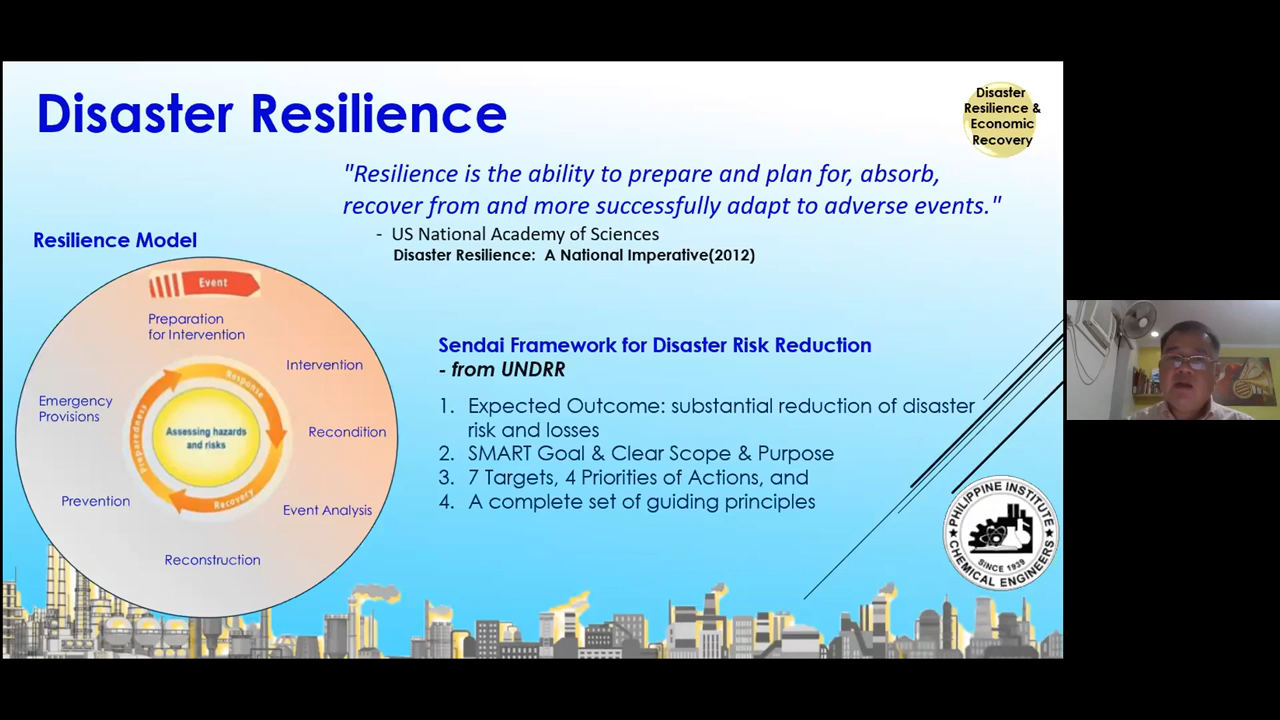 Disaster Resilience
Disaster
Resilience &
Economic
Recovery
"Resilience is the ability to prepare and plan for, absorb,
recover from and more successfully adapt to adverse events."
- US National Academy of Sciences
Disaster Resilience: A National Imperative(2012)
Resilience Model
Event
Preparation
for Intervention
Intervention
Recondition
Event Analysis
Reconstruction
Prevention
Emergency
Provisions
Response
Recovery
Preparedness
Assessing hazards
and risks
Sendai Framework for Disaster Risk Reduction
- from UNDRR
1. Expected Outcome: substantial reduction of disaster
risk and losses
2. SMART Goal & Clear Scope & Purpose
3. 7 Targets, 4 Priorities of Actions, and
4. A complete set of guiding principles
PHILIPPINE INSTITUTE
CHEMICAL ENGINEERS
SINCE 1939